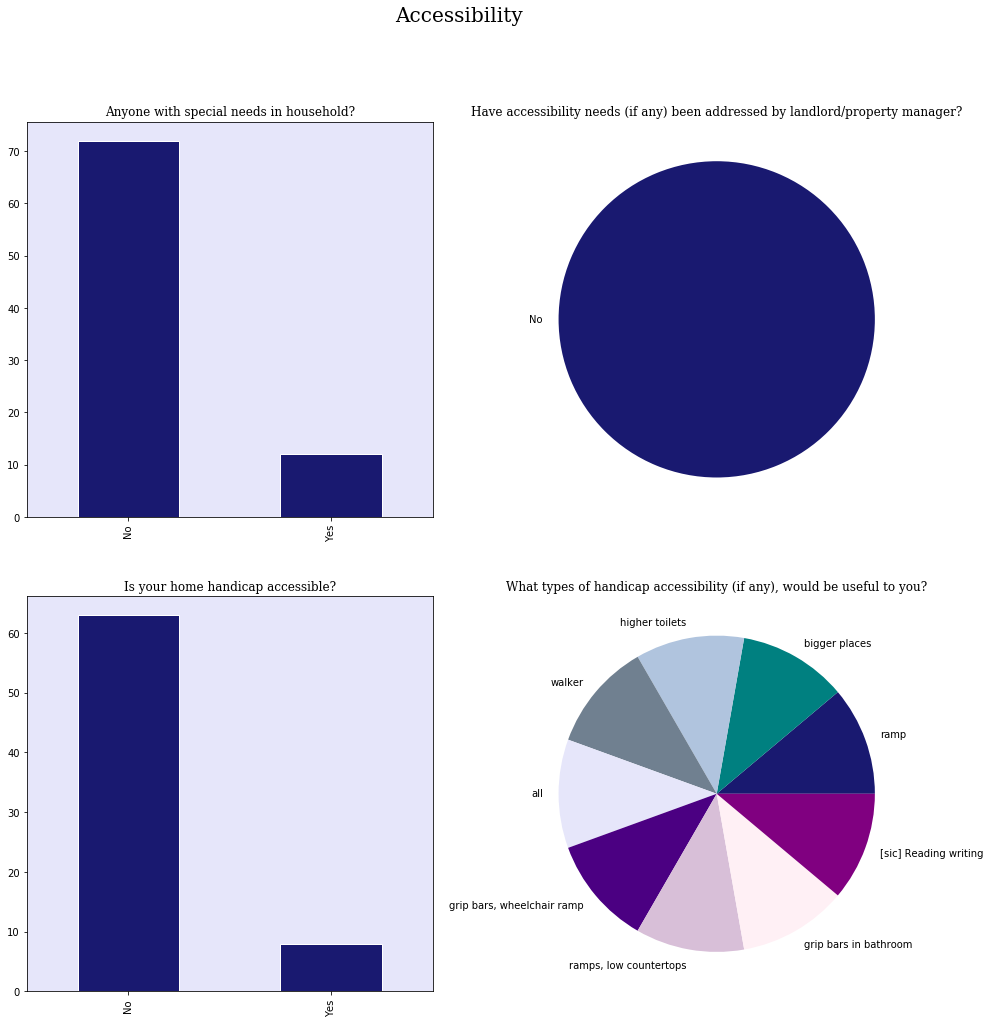 Accessibility
Anyone with special needs in household?
70
60
50
40
30
20
10
0
No
Yes
Have accessibility needs (if any) been addressed by landlord/property manager?
No
Is your home handicap accessible?
60
50
40
30
20
10
0
No
Yes
What types of handicap accessibility (if any), would be useful to you?
higher toilets
bigger places
walker
ramp
all
[sic] Reading writing
grip bars, wheelchair ramp
grip bars in bathroom
ramps, low countertops